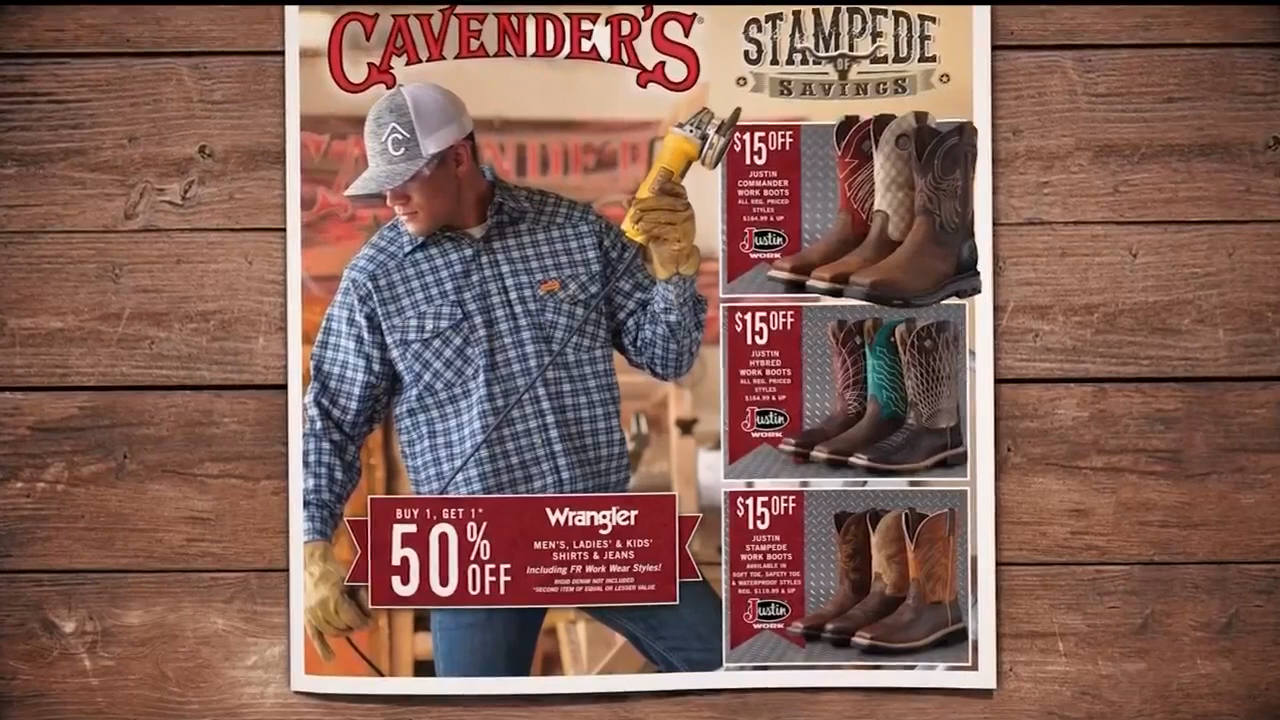 CAVENDER'S
STAMPEDE
OF
SAVINGS
C
$15 OFF
JUSTIN
COMMANDER
WORK BOOTS
ALL REG. PRICED
STYLES
$164.99 & UP
Justin
WORK
$15 OFF
JUSTIN
HYBRED
WORK BOOTS
ALL REG. PRICED
STYLES
$164.99 & UP
Justin
WORK
$15 OFF
JUSTIN
STAMPEDE
WORK BOOTS
AVAILABLE IN
SOFT TOE, SAFETY TOE
& WATERPROOF STYLES
REG. $119.99 & UP
Justin
WORK
BUY 1, GET 1*
50% OFF
Wrangler
MEN'S, LADIES' & KIDS'
SHIRTS & JEANS
Including FR Work Wear Styles!
RIGID DENIM NOT INCLUDED
*SECOND ITEM OF EQUAL OR LESSER VALUE